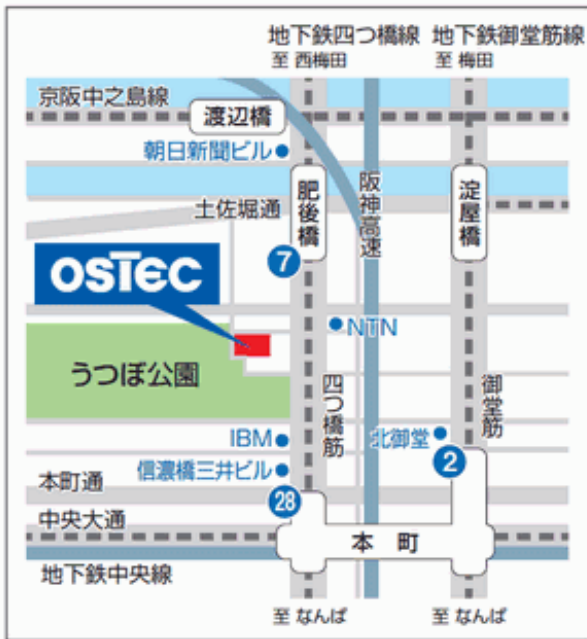 地下鉄四つ橋線
至 西梅田
地下鉄御堂筋線
至 梅田
京阪中之島線
渡辺橋
朝日新聞ビル
肥後橋
阪神高速
淀屋橋
土佐堀通
7
OSTEC
NTN
うつぼ公園
四つ橋筋
御堂筋
IBM
北御堂
2
信濃橋三井ビル
本町通
28
中央大通
本町
地下鉄中央線
至 なんば
至 なんば